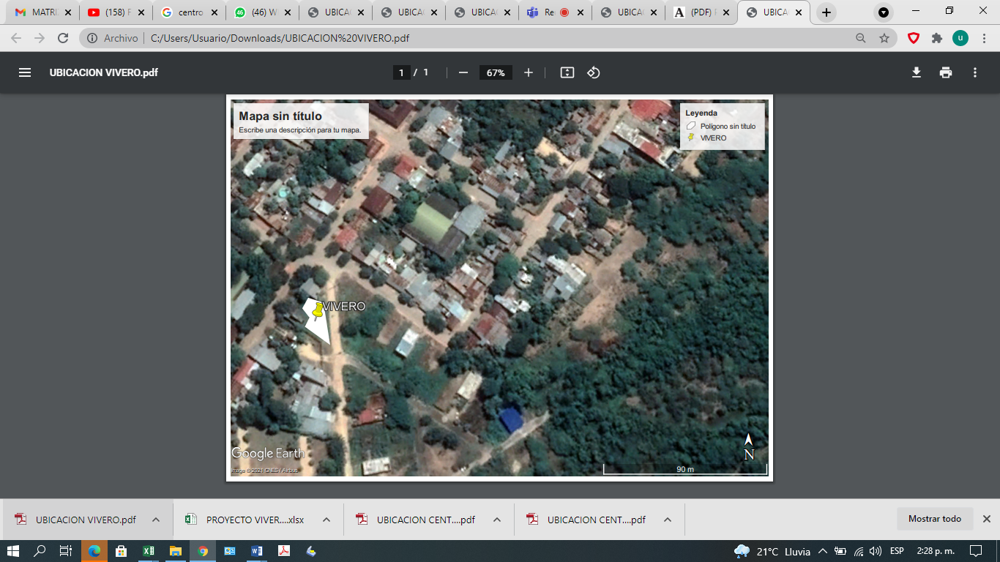 MATRI
(158) F
centro
46
(46) W
UBICA
UBICA
UBICA
Re
UBICA
(PDF) F
UBICA
Archivo
C:/Users/Usuario/Downloads/UBICACION%20VIVERO.pdf
u
UBICACION VIVERO.pdf
1 / 1
67%
Mapa sin título
Escribe una descripción para tu mapa.
Leyenda
Polígono sin título
VIVERO
VIVERO
Google Earth
Image © 2021 CNES / Airbus
N
90 m
UBICACION VIVERO.pdf
PROYECTO VIVER....xlsx
UBICACION CENT....pdf
UBICACION CENT....pdf
Mostrar todo
21°C Lluvia
ESP
2:28 p. m.